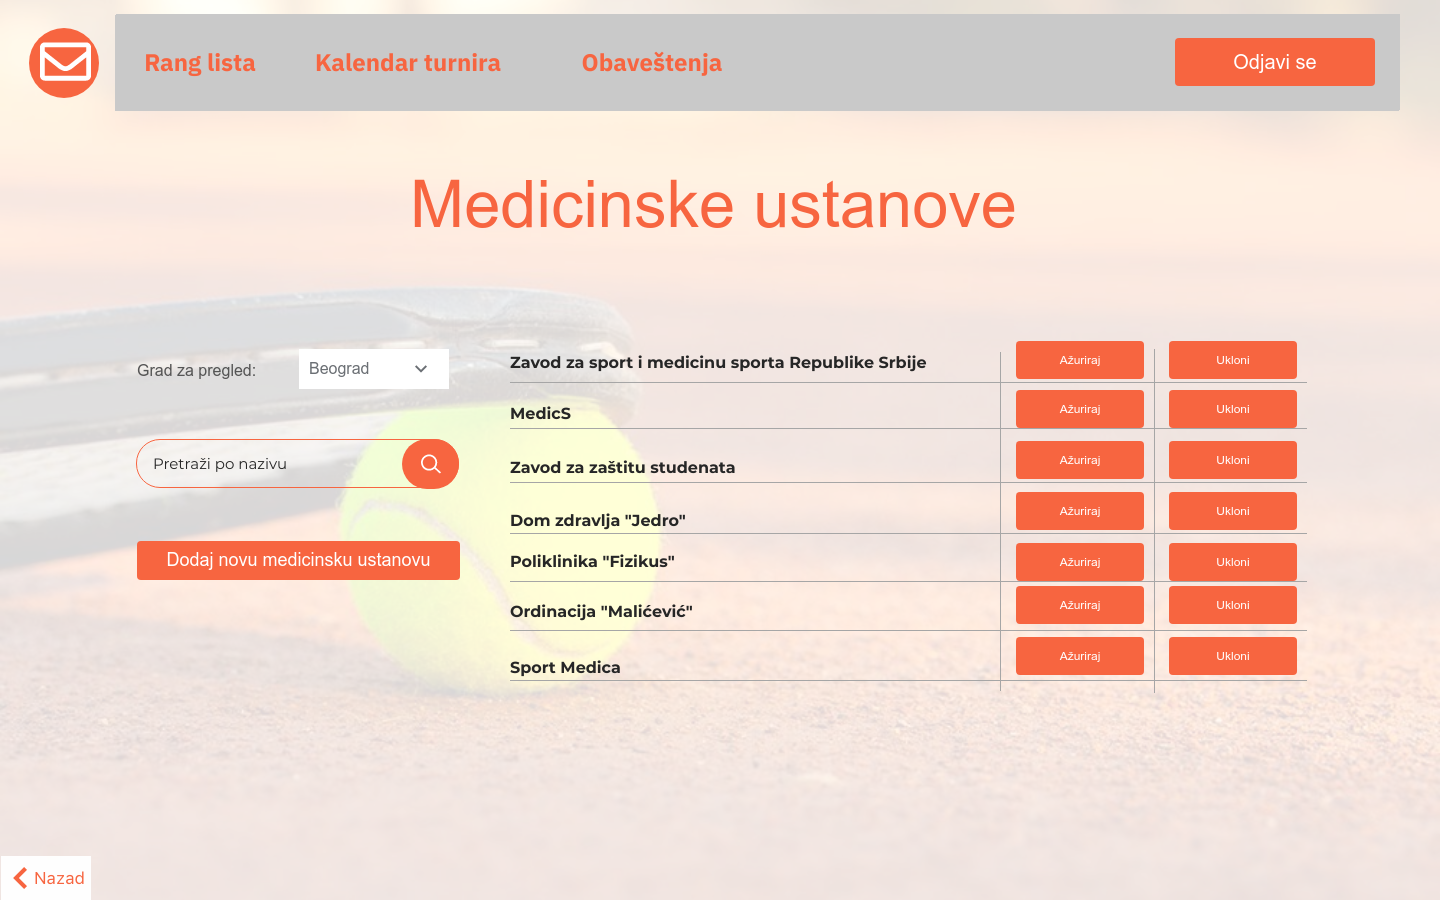 Rang lista
Kalendar turnira
Obaveštenja
Odjavi se
Medicinske ustanove
Grad za pregled:
Beograd
Pretraži po nazivu
Dodaj novu medicinsku ustanovu
Zavod za sport i medicinu sporta Republike Srbije
Ažuriraj
Ukloni
MedicS
Ažuriraj
Ukloni
Zavod za zaštitu studenata
Ažuriraj
Ukloni
Dom zdravlja "Jedro"
Ažuriraj
Ukloni
Poliklinika "Fizikus"
Ažuriraj
Ukloni
Ordinacija "Malićević"
Ažuriraj
Ukloni
Sport Medica
Ažuriraj
Ukloni
Nazad